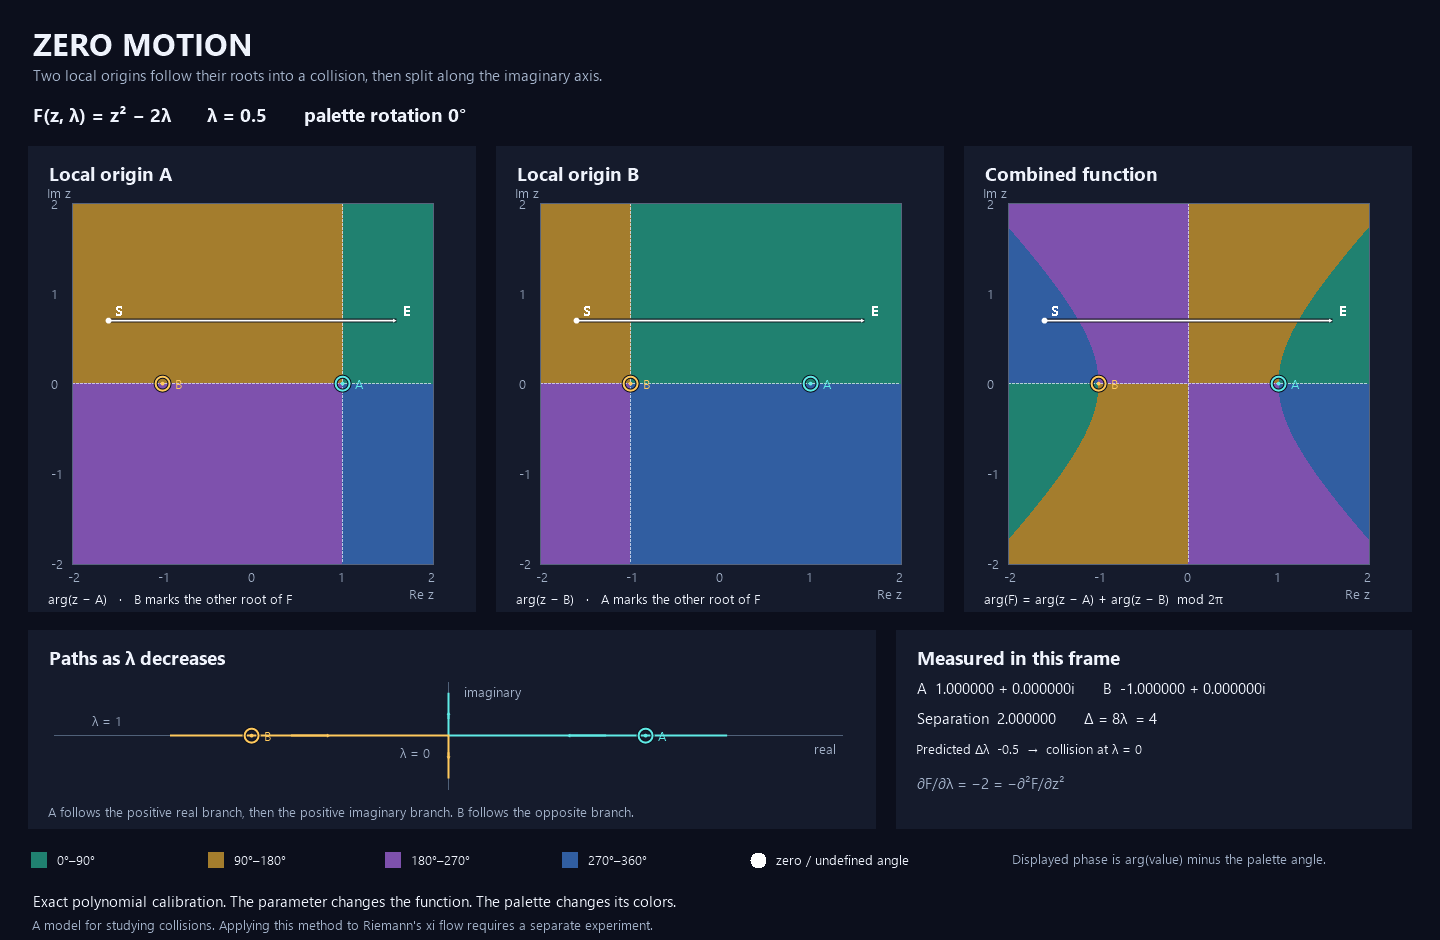 ZERO MOTION
Two local origins follow their roots into a collision, then split along the imaginary axis.
F(z, λ) = z² − 2λ λ = 0.5 palette rotation 0°
Local origin A
Im z
2
1
0
-1
-2
S
E
B
A
-2 -1 0 1 2
Re z
arg(z − A) · B marks the other root of F
Local origin B
Im z
2
1
0
-1
-2
S
E
B
A
-2 -1 0 1 2
Re z
arg(z − B) · A marks the other root of F
Combined function
Im z
2
1
0
-1
-2
S
E
B
A
-2 -1 0 1 2
Re z
arg(F) = arg(z − A) + arg(z − B) mod 2π
Paths as λ decreases
imaginary
λ = 1
B
A
λ = 0
real
A follows the positive real branch, then the positive imaginary branch. B follows the opposite branch.
Measured in this frame
A 1.000000 + 0.000000i B -1.000000 + 0.000000i
Separation 2.000000 Δ = 8λ = 4
Predicted Δλ -0.5 → collision at λ = 0
∂F/∂λ = −2 = −∂²F/∂z²
0°–90° 90°–180° 180°–270° 270°–360° zero / undefined angle Displayed phase is arg(value) minus the palette angle.
Exact polynomial calibration. The parameter changes the function. The palette changes its colors.
A model for studying collisions. Applying this method to Riemann's xi flow requires a separate experiment.